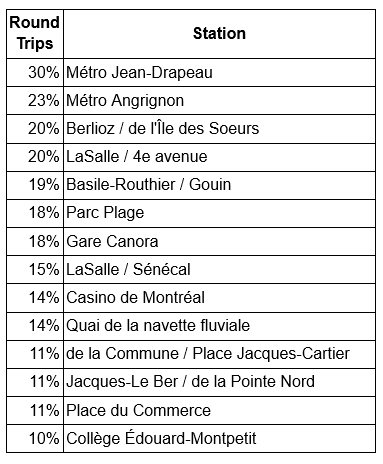 Round Trips Station
30% Métro Jean-Drapeau
23% Métro Angrignon
20% Berlioz / de l'Île des Soeurs
20% LaSalle / 4e avenue
19% Basile-Routhier / Gouin
18% Parc Plage
18% Gare Canora
15% LaSalle / Sénécal
14% Casino de Montréal
14% Quai de la navette fluviale
11% de la Commune / Place Jacques-Cartier
11% Jacques-Le Ber / de la Pointe Nord
11% Place du Commerce
10% Collège Édouard-Montpetit